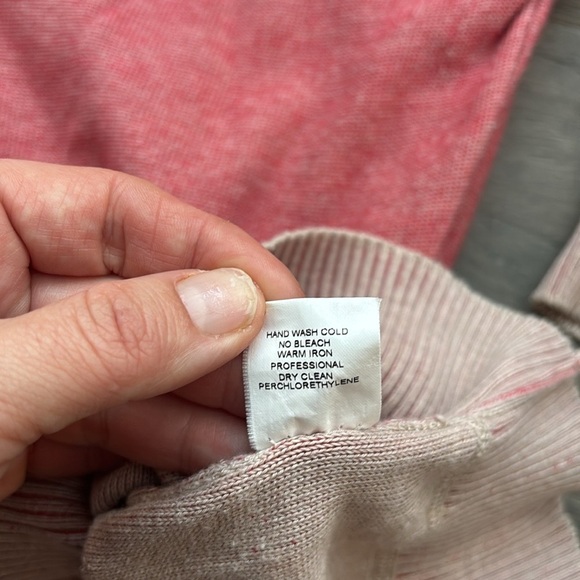 HAND WASH COLD
NO BLEACH
WARM IRON
PROFESSIONAL
DRY CLEAN
PERCHLORETHYLENE